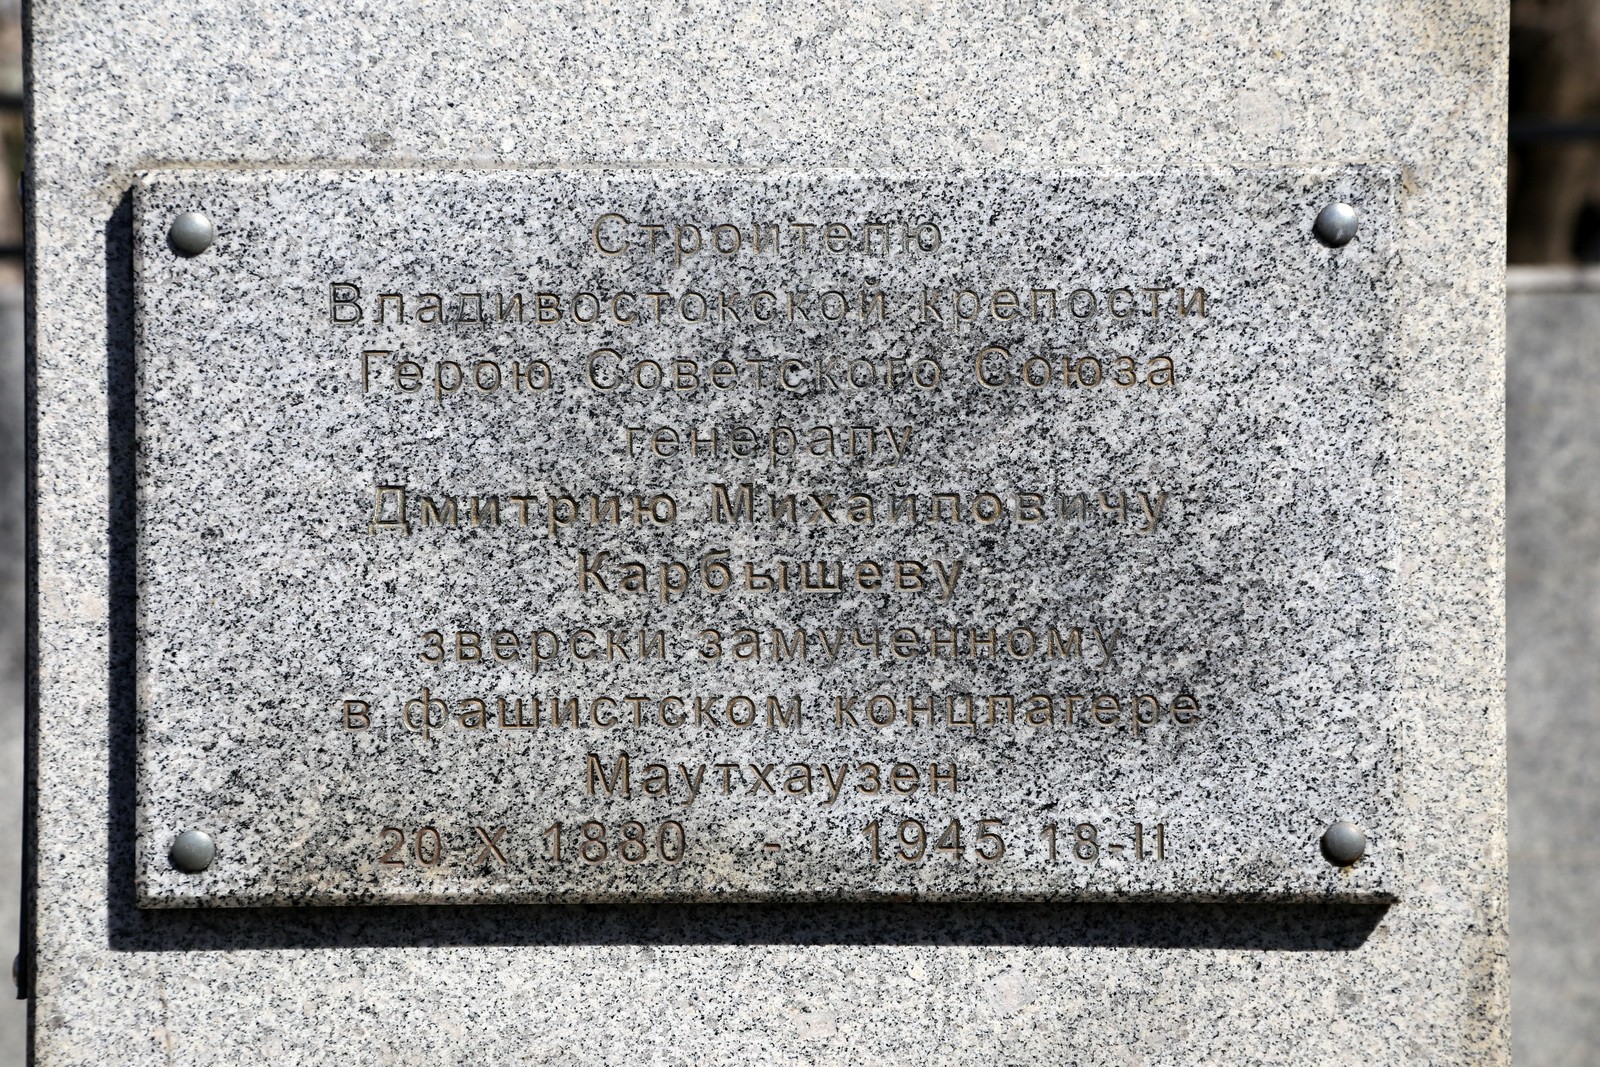 Строителю
Владивостокской крепости
Герою Советского Союза
генералу
Дмитрию Михаиловичу
Карбышеву
зверски замученному
в фашистском концлагере
Маутхаузен
20-X 1880 - 1945 18-II